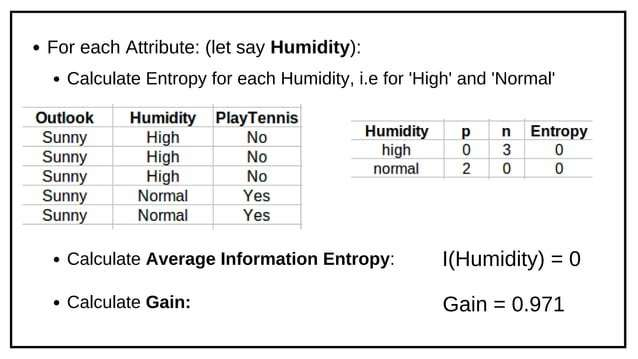 • For each Attribute: (let say Humidity):
• Calculate Entropy for each Humidity, i.e for 'High' and 'Normal'
Outlook Humidity PlayTennis
Sunny High No
Sunny High No
Sunny High No
Sunny Normal Yes
Sunny Normal Yes
Humidity p n Entropy
high 0 3 0
normal 2 0 0
• Calculate Average Information Entropy: I(Humidity) = 0
• Calculate Gain: Gain = 0.971